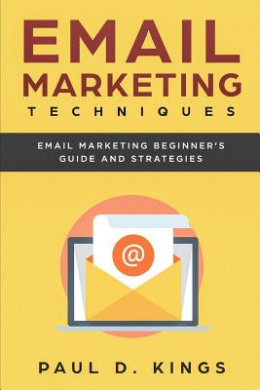 EMAIL
MARKETING
TECHNIQUES
EMAIL MARKETING BEGINNER'S
GUIDE AND STRATEGIES
@
PAUL D. KINGS